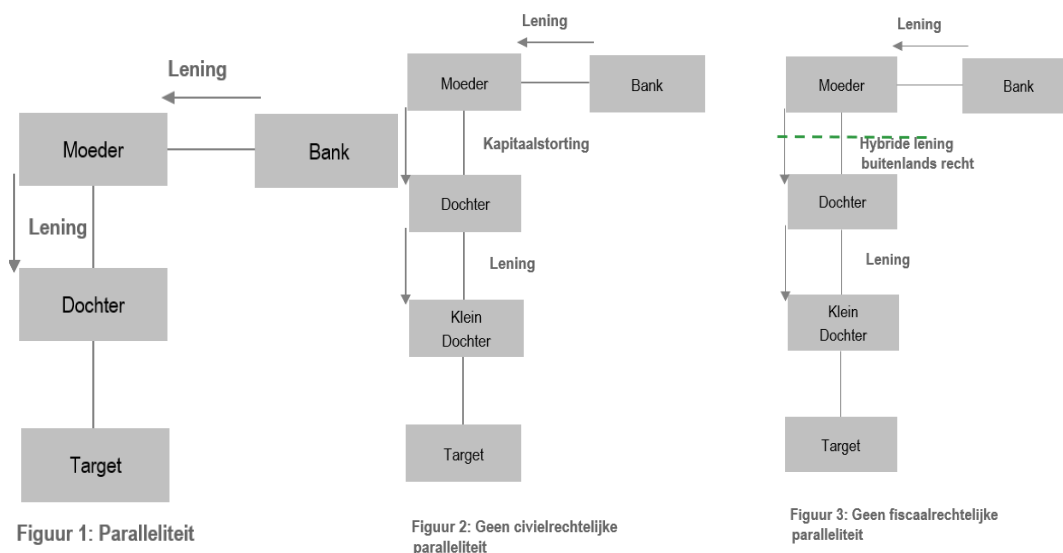 Lening
Moeder
Bank
Lening
Dochter
Target
Figuur 1: Paralleliteit
Lening
Moeder
Bank
Kapitaalstorting
Dochter
Lening
Klein
Dochter
Target
Figuur 2: Geen civielrechtelijke
paralleliteit
Lening
Moeder
Bank
Hybride lening
buitenlands recht
Dochter
Lening
Klein
Dochter
Target
Figuur 3: Geen fiscaalrechtelijke
paralleliteit